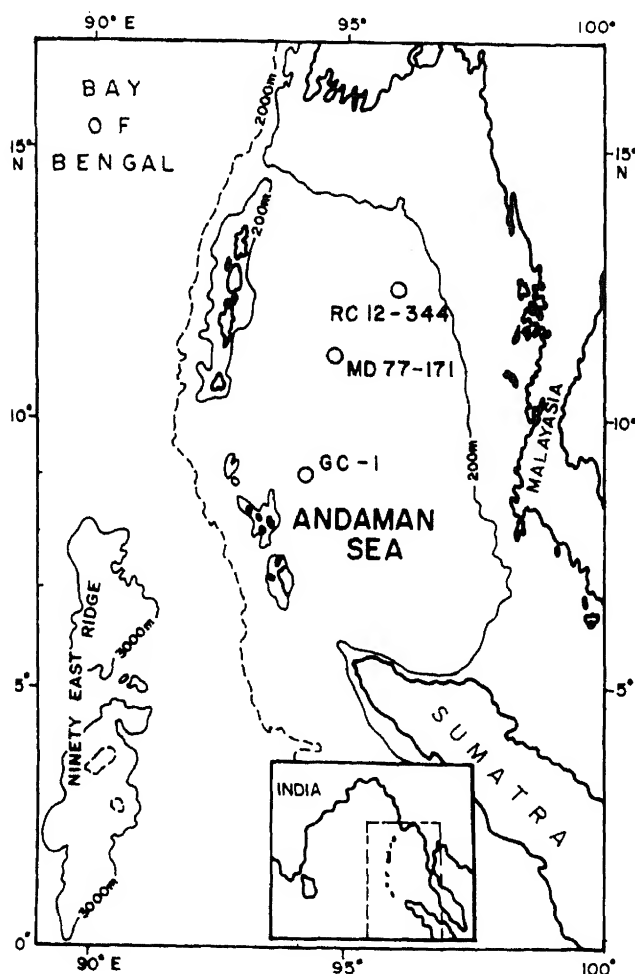 90° E
95°
100°
BAY
OF
BENGAL
2000m
15°
N
15°
N
200m
RC 12-344
MD 77-171
10°
10°
MALAYASIA
200m
GC-1
ANDAMAN
SEA
NINETY EAST RIDGE
3000m
5°
5°
SUMATRA
INDIA
3000m
0°
90° E
95°
100°